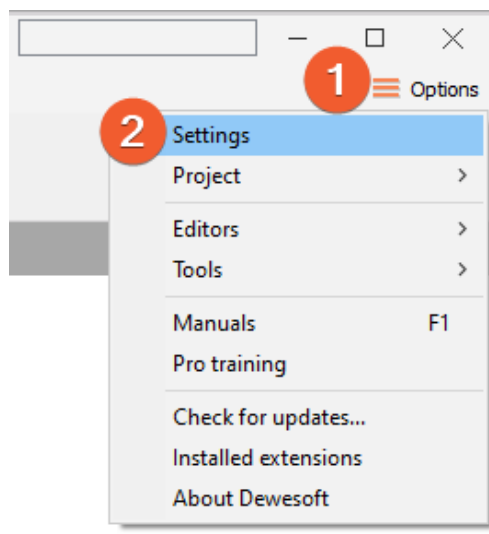 1
Options
2
Settings
Project
Editors
Tools
Manuals F1
Pro training
Check for updates...
Installed extensions
About Dewesoft